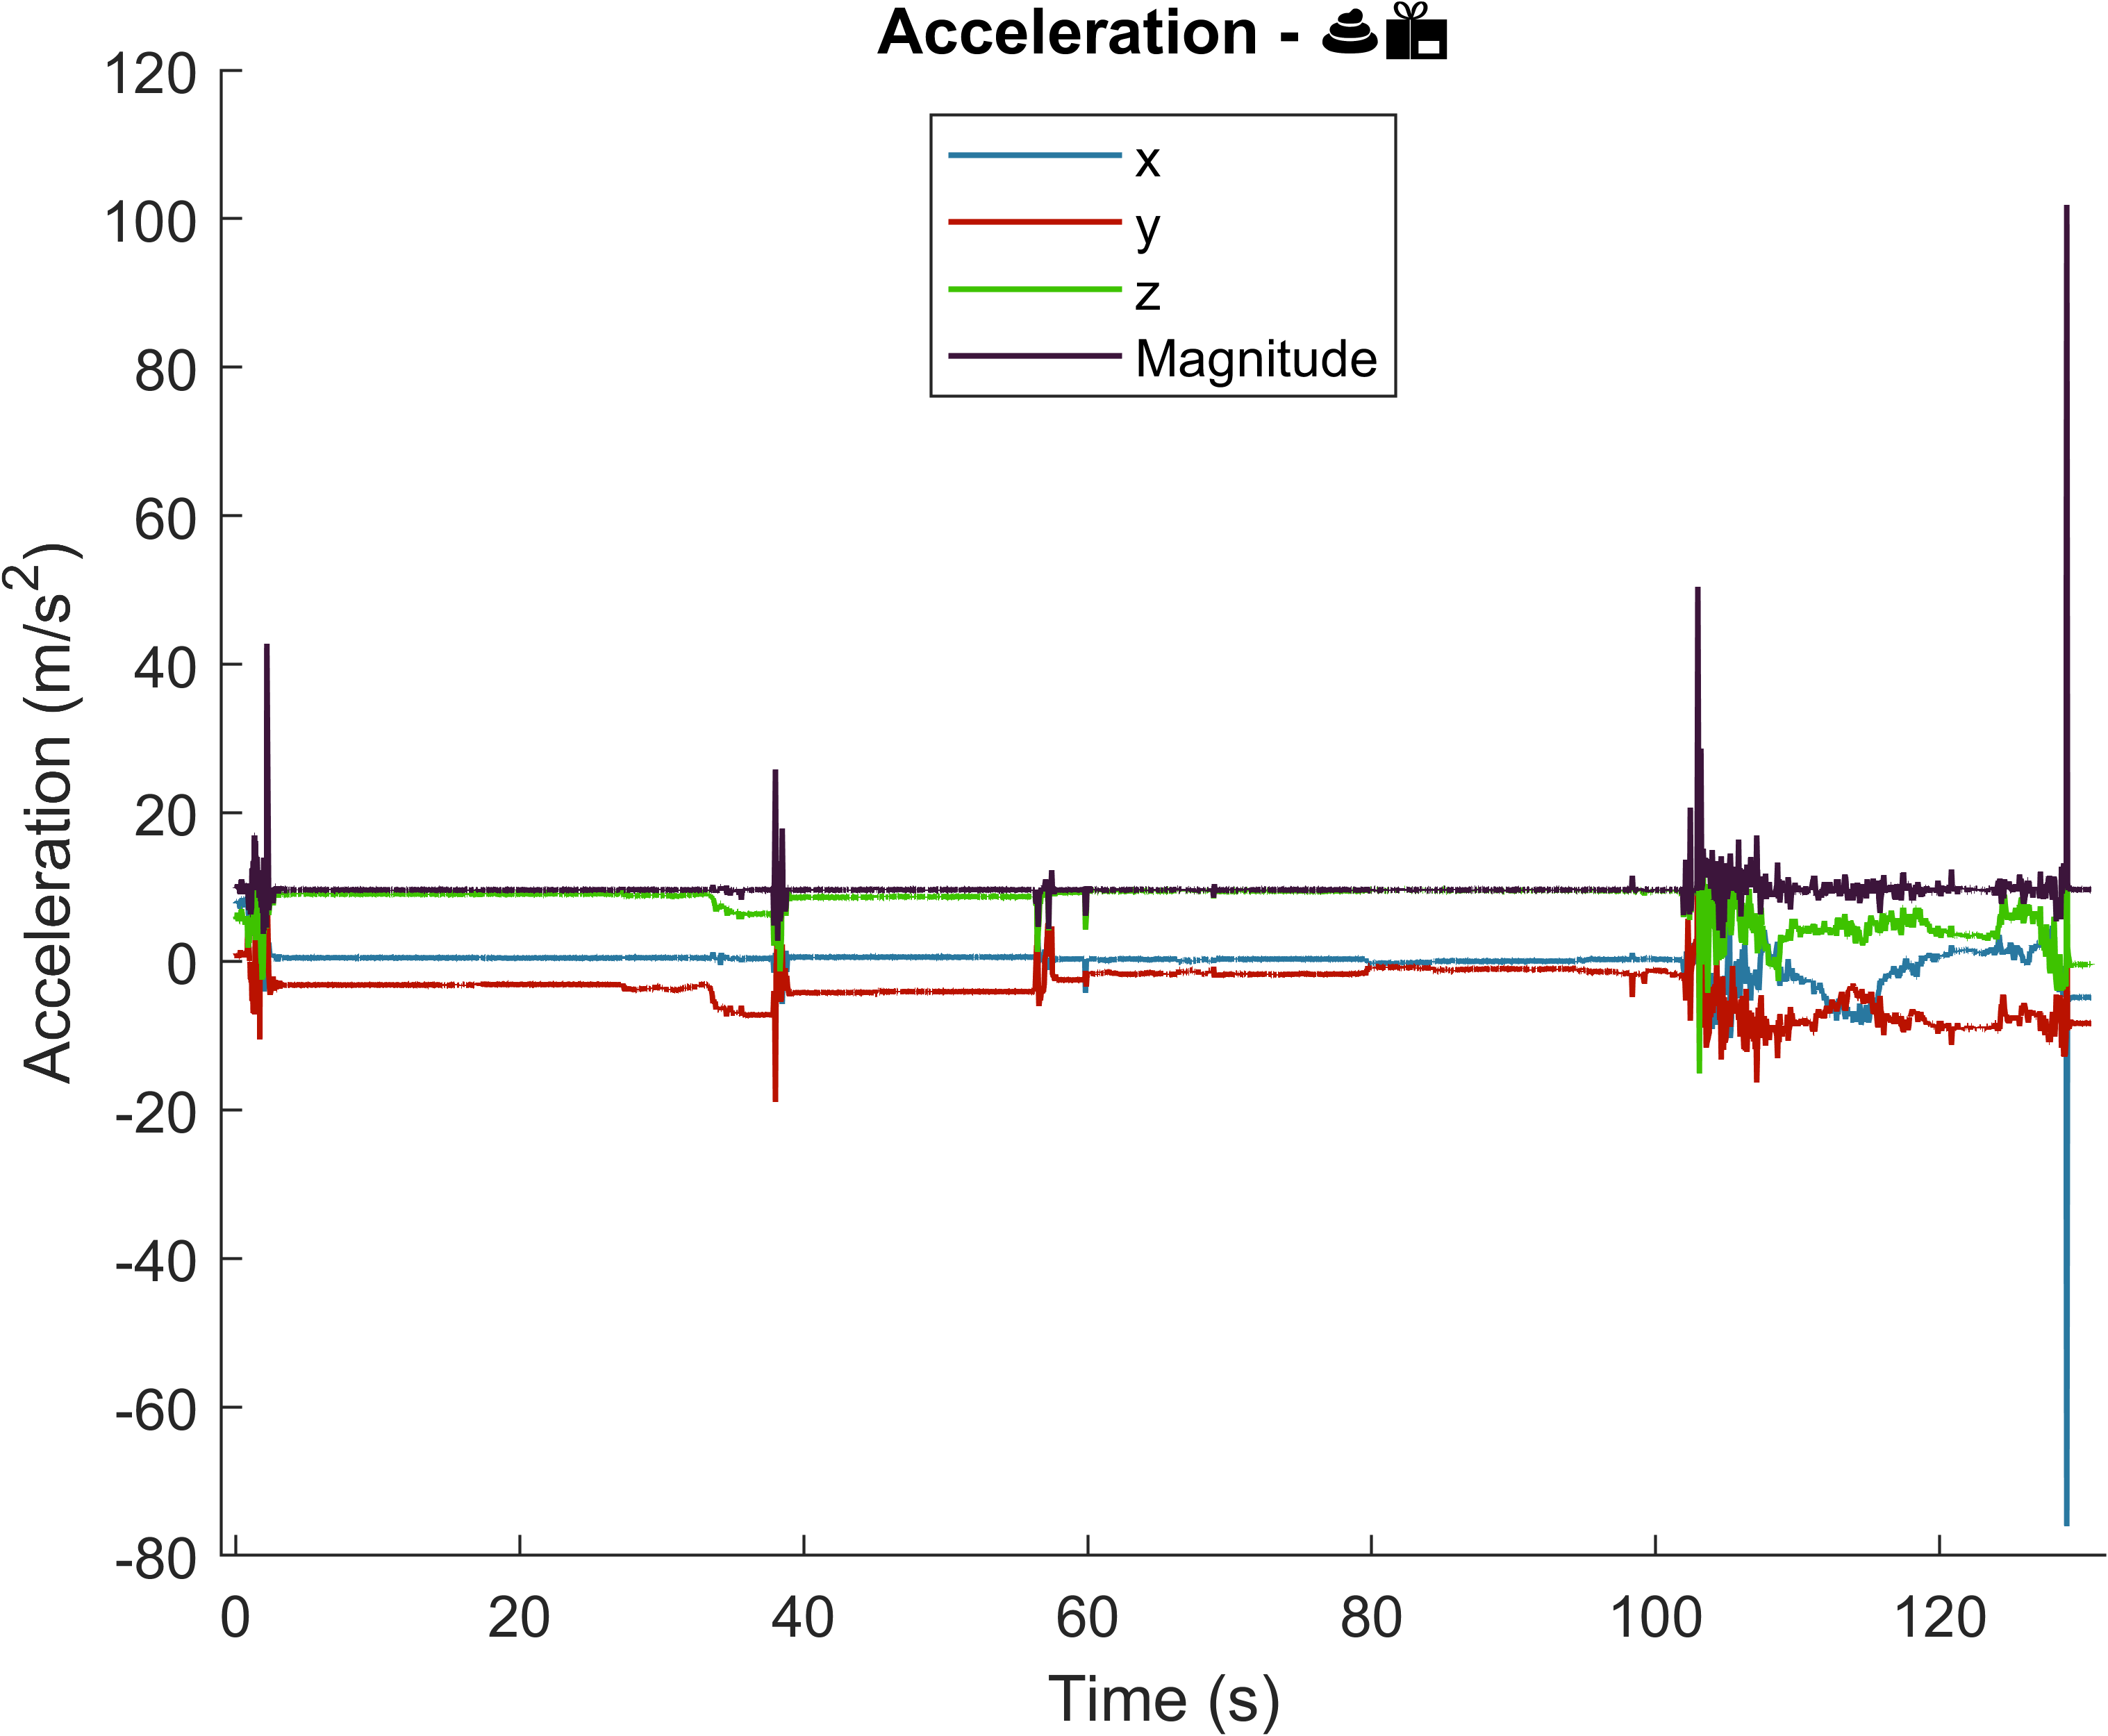 Acceleration - 💩🎁
120
100
80
60
40
20
0
-20
-40
-60
-80
Acceleration (m/s²)
x
y
z
Magnitude
0 20 40 60 80 100 120
Time (s)